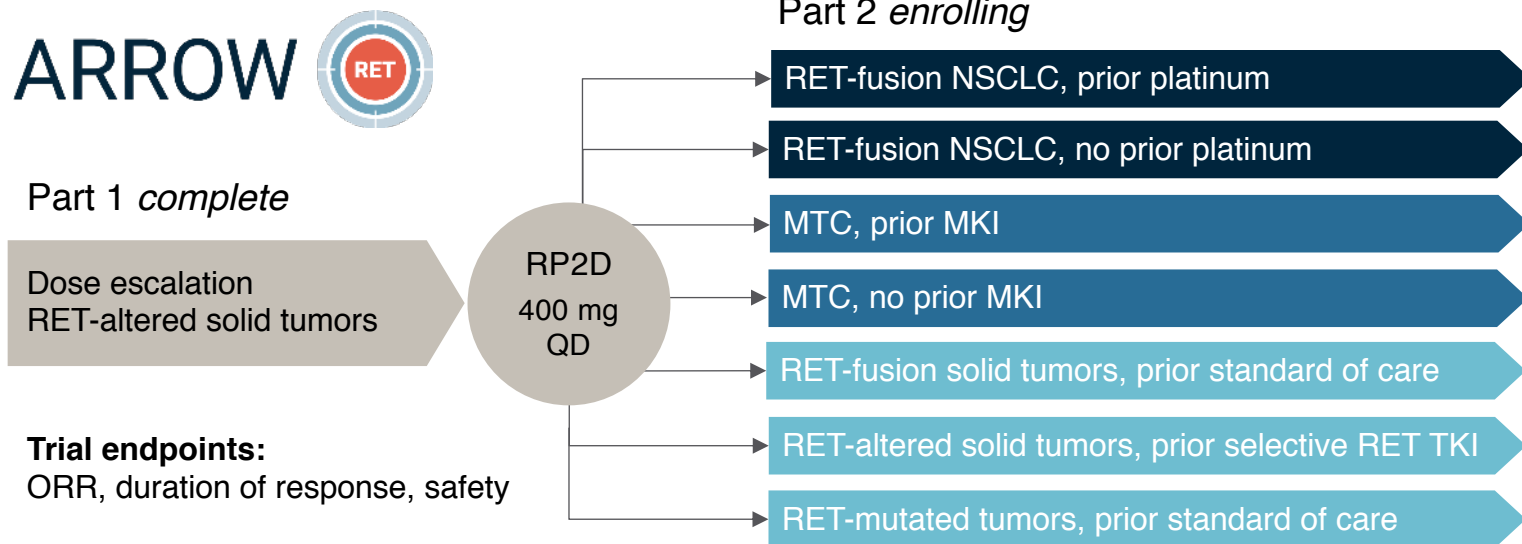 ARROW
RET
Part 1 complete
Dose escalation
RET-altered solid tumors
Trial endpoints:
ORR, duration of response, safety
RP2D
400 mg
QD
Part 2 enrolling
RET-fusion NSCLC, prior platinum
RET-fusion NSCLC, no prior platinum
MTC, prior MKI
MTC, no prior MKI
RET-fusion solid tumors, prior standard of care
RET-altered solid tumors, prior selective RET TKI
RET-mutated tumors, prior standard of care